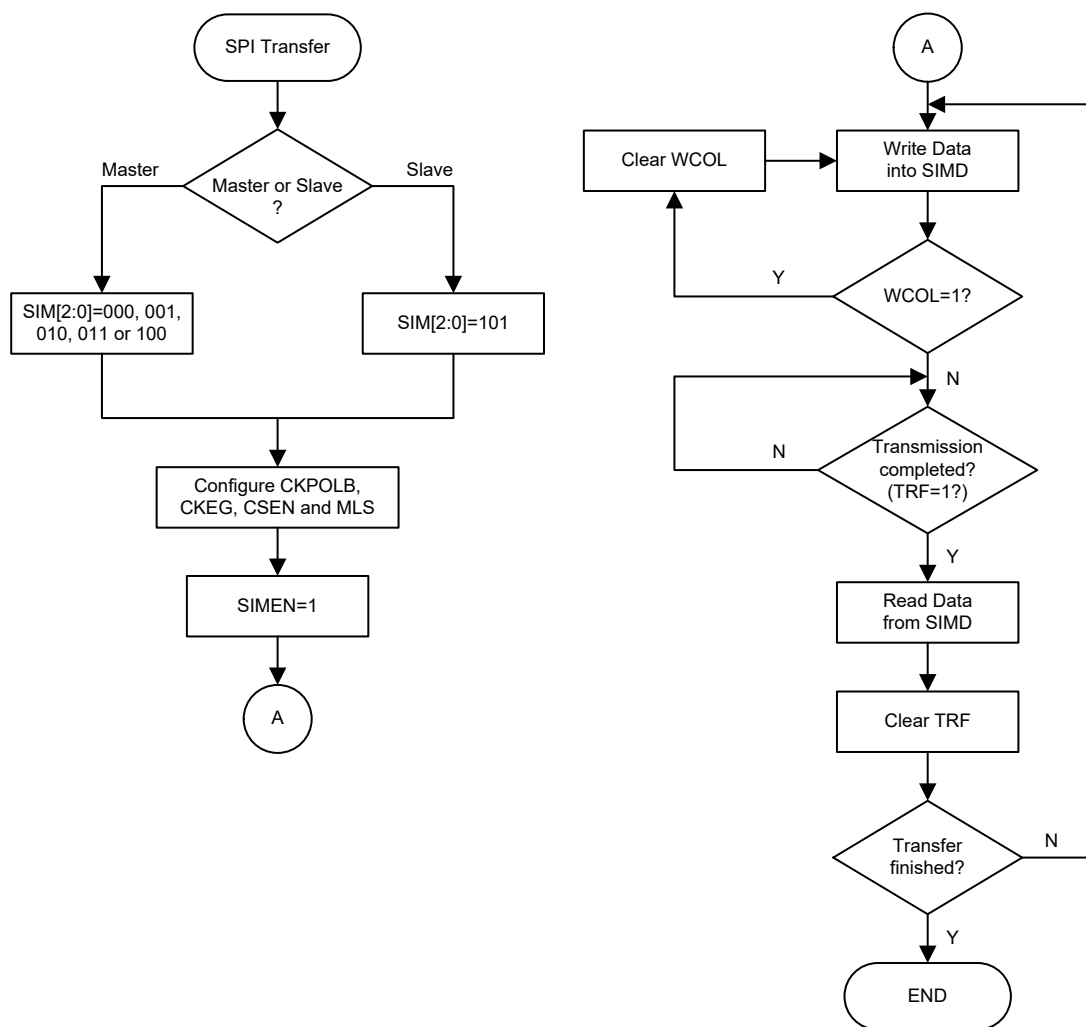 SPI Transfer
Master
Slave
Master or Slave
?
SIM[2:0]=000, 001,
010, 011 or 100
SIM[2:0]=101
Configure CKPOLB,
CKEG, CSEN and MLS
SIMEN=1
A
A
Clear WCOL
Write Data
into SIMD
Y
WCOL=1?
N
N
Transmission
completed?
(TRF=1?)
Y
Read Data
from SIMD
Clear TRF
Transfer
finished?
N
Y
END